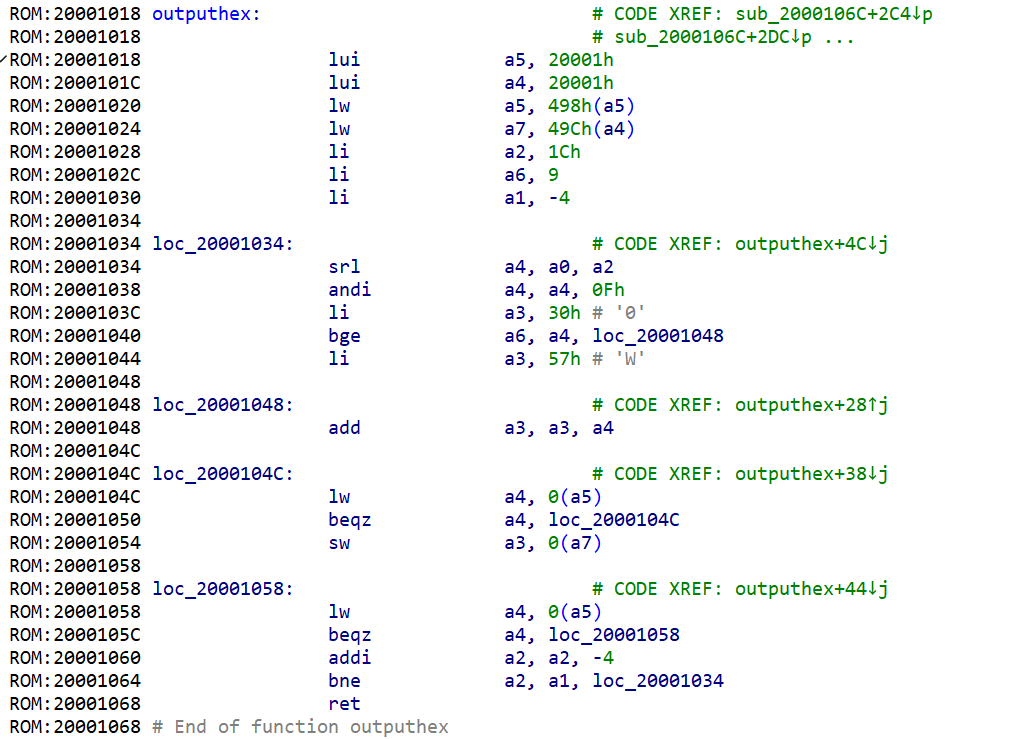 ROM:20001018 outputhex: # CODE XREF: sub_2000106C+2C4↓p
ROM:20001018 # sub_2000106C+2DC↓p ...
ROM:20001018 lui a5, 20001h
ROM:2000101C lui a4, 20001h
ROM:20001020 lw a5, 498h(a5)
ROM:20001024 lw a7, 49Ch(a4)
ROM:20001028 li a2, 1Ch
ROM:2000102C li a6, 9
ROM:20001030 li a1, -4
ROM:20001034
ROM:20001034 loc_20001034: # CODE XREF: outputhex+4C↓j
ROM:20001034 srl a4, a0, a2
ROM:20001038 andi a4, a4, 0Fh
ROM:2000103C li a3, 30h # '0'
ROM:20001040 bge a6, a4, loc_20001048
ROM:20001044 li a3, 57h # 'W'
ROM:20001048
ROM:20001048 loc_20001048: # CODE XREF: outputhex+28↑j
ROM:20001048 add a3, a3, a4
ROM:2000104C
ROM:2000104C loc_2000104C: # CODE XREF: outputhex+38↓j
ROM:2000104C lw a4, 0(a5)
ROM:20001050 beqz a4, loc_2000104C
ROM:20001054 sw a3, 0(a7)
ROM:20001058
ROM:20001058 loc_20001058: # CODE XREF: outputhex+44↓j
ROM:20001058 lw a4, 0(a5)
ROM:2000105C beqz a4, loc_20001058
ROM:20001060 addi a2, a2, -4
ROM:20001064 bne a2, a1, loc_20001034
ROM:20001068 ret
ROM:20001068 # End of function outputhex